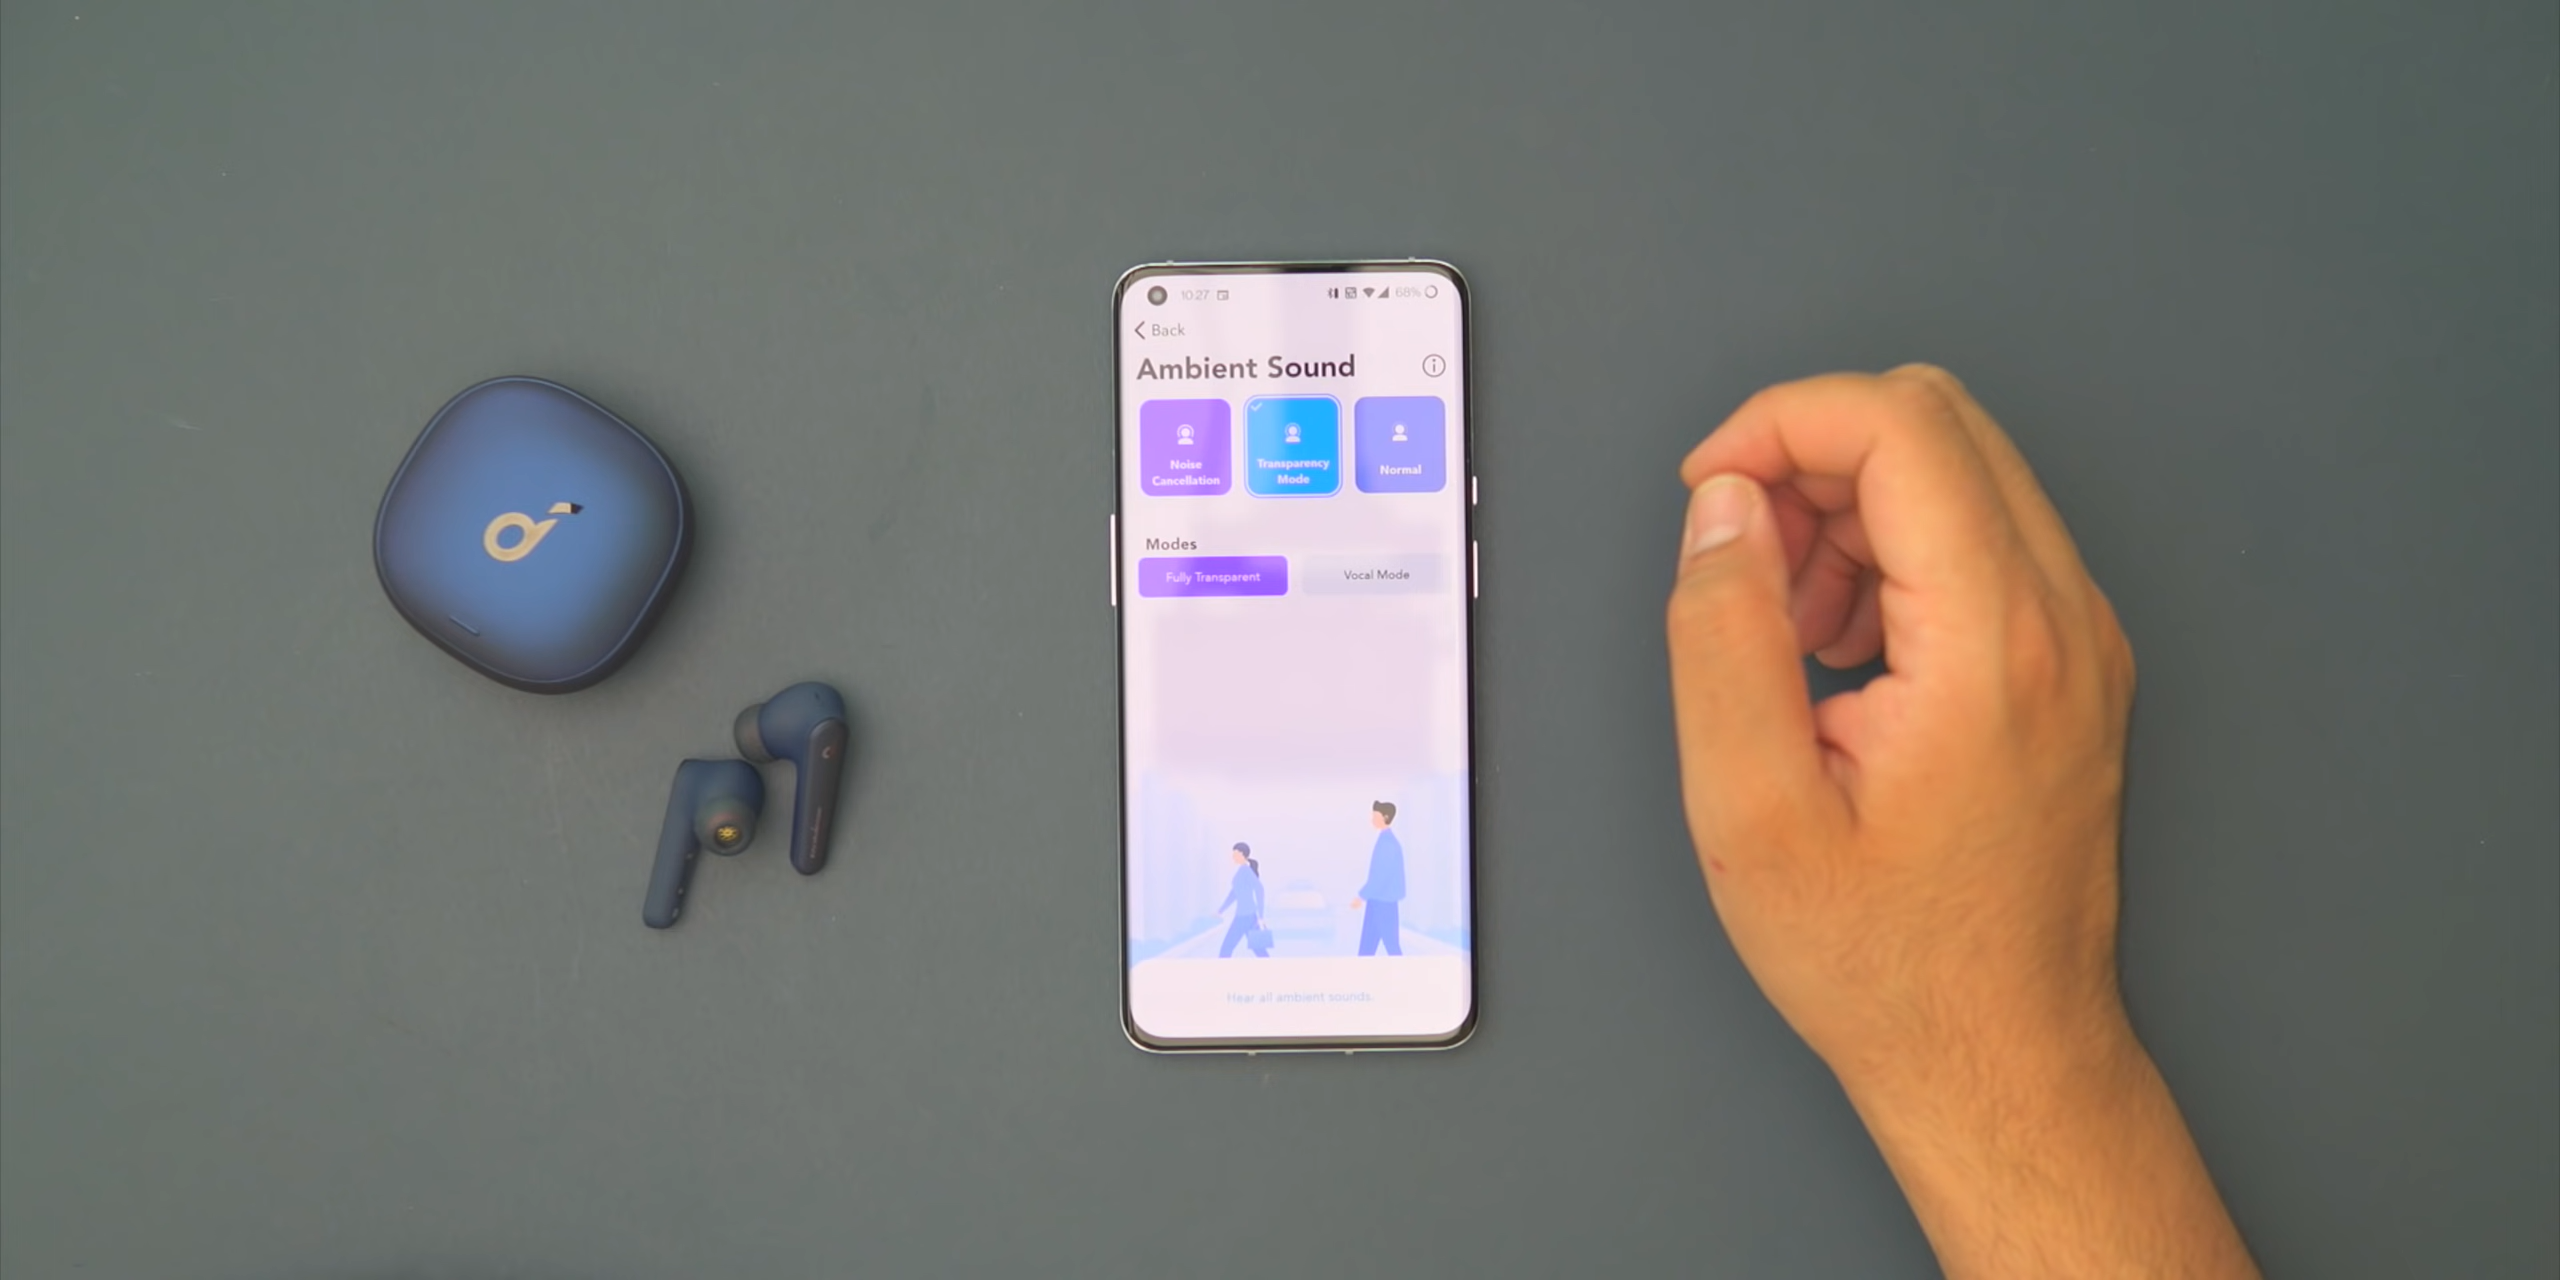 10:27
68%
Back
Ambient Sound
Noise
Cancellation
Transparency
Mode
Normal
Modes
Fully Transparent
Vocal Mode
Hear all ambient sounds.